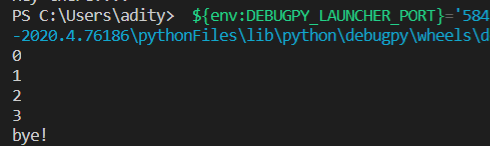 PS C:\Users\adity>  ${env:DEBUGPY_LAUNCHER_PORT}='584
-2020.4.76186\pythonFiles\lib\python\debugpy\wheels\d
0
1
2
3
bye!